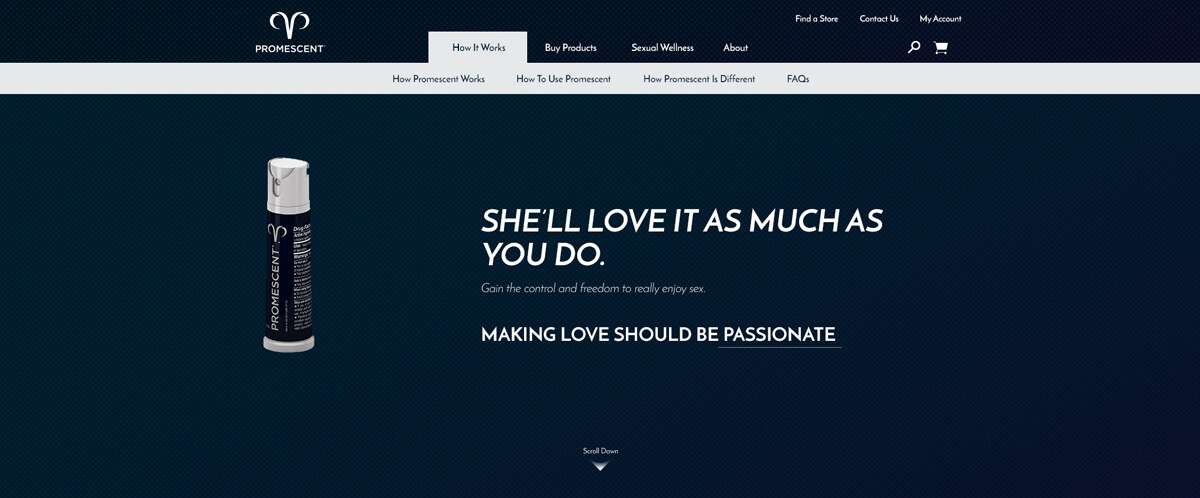 Find a Store Contact Us My Account
PROMESCENT
How It Works Buy Products Sexual Wellness About
How Promescent Works How To Use Promescent How Promescent Is Different FAQs
SHE'LL LOVE IT AS MUCH AS
YOU DO.
Gain the control and freedom to really enjoy sex.
MAKING LOVE SHOULD BE PASSIONATE
PROMESCENT
Drug Facts
Scroll Down